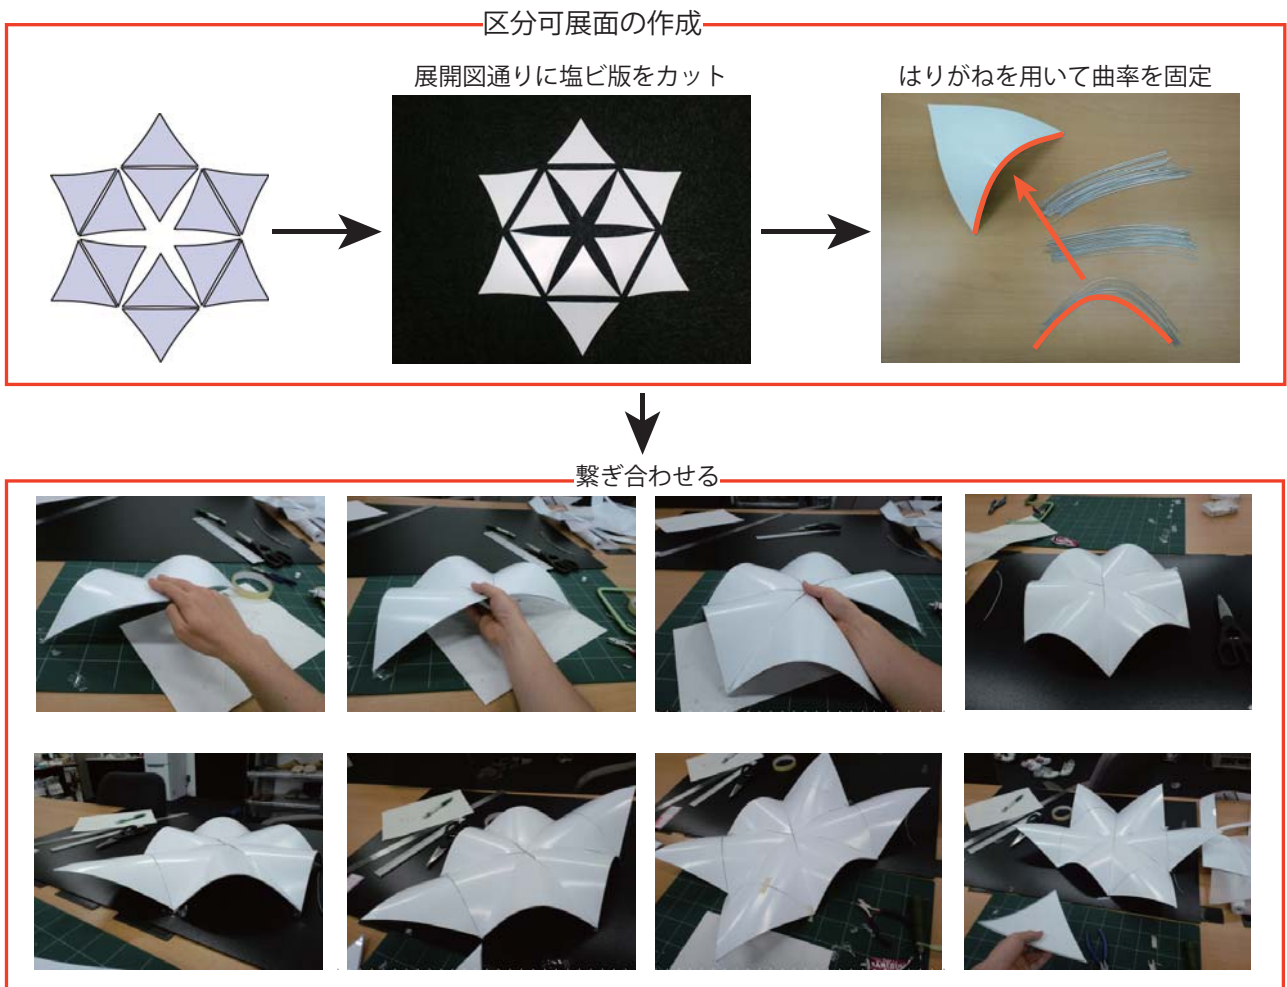 区分可展面の作成
展開図通りに塩ビ版をカット
はりがねを用いて曲率を固定
繋ぎ合わせる